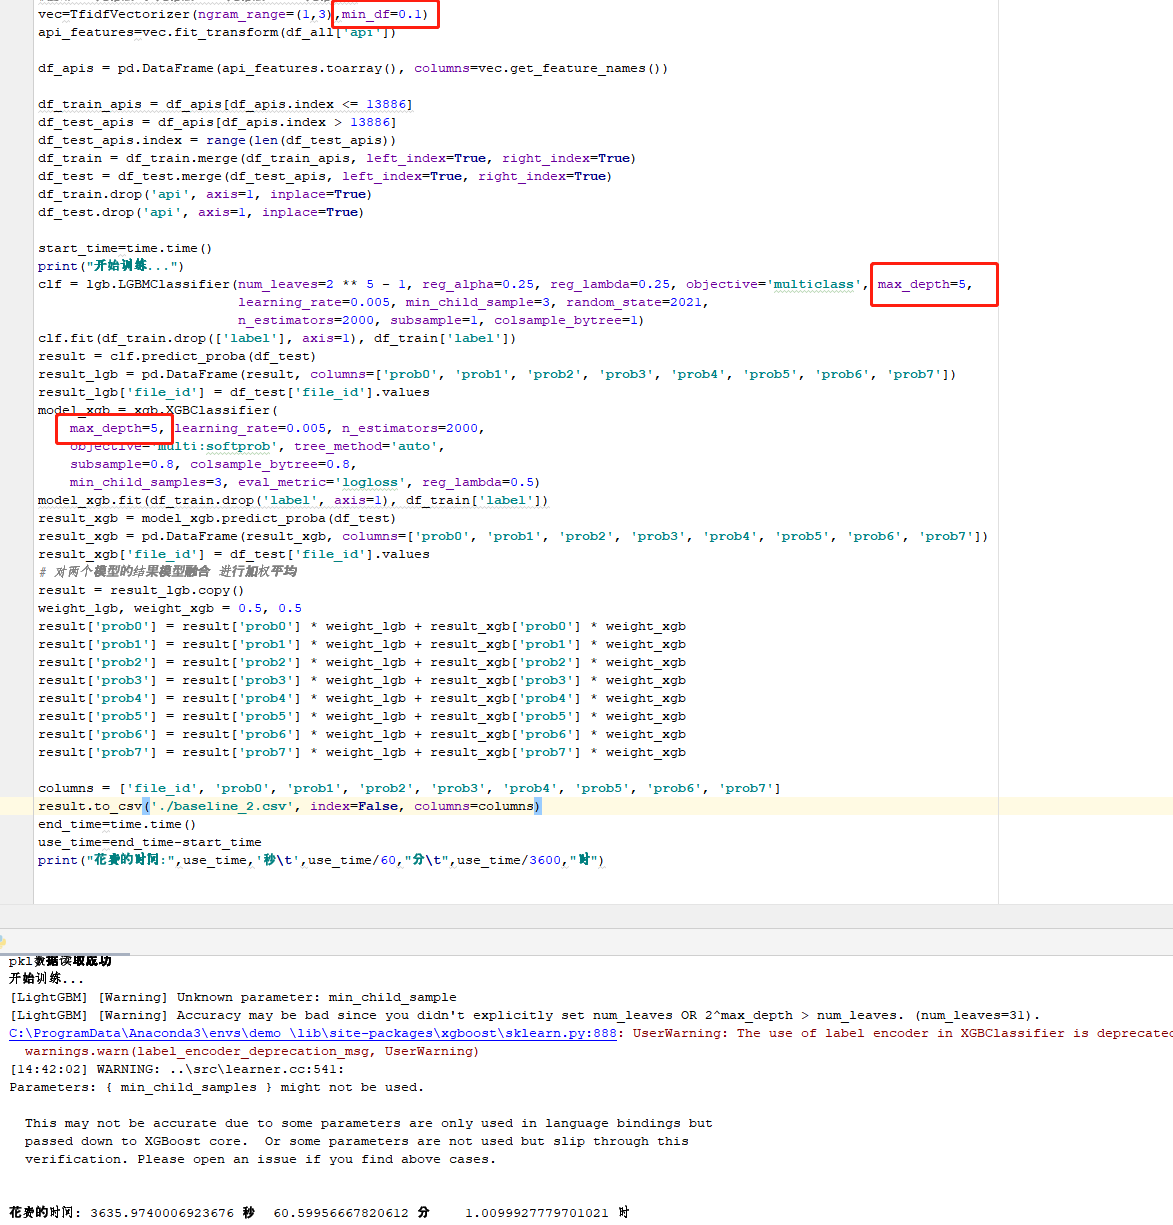 vec=TfidfVectorizer(ngram_range=(1,3),min_df=0.1)
api_features=vec.fit_transform(df_all['api'])
df_apis = pd.DataFrame(api_features.toarray(), columns=vec.get_feature_names())
df_train_apis = df_apis[df_apis.index <= 13886]
df_test_apis = df_apis[df_apis.index > 13886]
df_test_apis.index = range(len(df_test_apis))
df_train = df_train.merge(df_train_apis, left_index=True, right_index=True)
df_test = df_test.merge(df_test_apis, left_index=True, right_index=True)
df_train.drop('api', axis=1, inplace=True)
df_test.drop('api', axis=1, inplace=True)
start_time=time.time()
print("开始训练...")
clf = lgb.LGBMClassifier(num_leaves=2 ** 5 - 1, reg_alpha=0.25, reg_lambda=0.25, objective='multiclass', max_depth=5,
learning_rate=0.005, min_child_sample=3, random_state=2021,
n_estimators=2000, subsample=1, colsample_bytree=1)
clf.fit(df_train.drop(['label'], axis=1), df_train['label'])
result = clf.predict_proba(df_test)
result_lgb = pd.DataFrame(result, columns=['prob0', 'prob1', 'prob2', 'prob3', 'prob4', 'prob5', 'prob6', 'prob7'])
result_lgb['file_id'] = df_test['file_id'].values
model_xgb = xgb.XGBClassifier(
max_depth=5, learning_rate=0.005, n_estimators=2000,
objective='multi:softprob', tree_method='auto',
subsample=0.8, colsample_bytree=0.8,
min_child_samples=3, eval_metric='logloss', reg_lambda=0.5)
model_xgb.fit(df_train.drop('label', axis=1), df_train['label'])
result_xgb = model_xgb.predict_proba(df_test)
result_xgb = pd.DataFrame(result_xgb, columns=['prob0', 'prob1', 'prob2', 'prob3', 'prob4', 'prob5', 'prob6', 'prob7'])
result_xgb['file_id'] = df_test['file_id'].values
# 对两个模型的结果模型融合 进行加权平均
result = result_lgb.copy()
weight_lgb, weight_xgb = 0.5, 0.5
result['prob0'] = result['prob0'] * weight_lgb + result_xgb['prob0'] * weight_xgb
result['prob1'] = result['prob1'] * weight_lgb + result_xgb['prob1'] * weight_xgb
result['prob2'] = result['prob2'] * weight_lgb + result_xgb['prob2'] * weight_xgb
result['prob3'] = result['prob3'] * weight_lgb + result_xgb['prob3'] * weight_xgb
result['prob4'] = result['prob4'] * weight_lgb + result_xgb['prob4'] * weight_xgb
result['prob5'] = result['prob5'] * weight_lgb + result_xgb['prob5'] * weight_xgb
result['prob6'] = result['prob6'] * weight_lgb + result_xgb['prob6'] * weight_xgb
result['prob7'] = result['prob7'] * weight_lgb + result_xgb['prob7'] * weight_xgb
columns = ['file_id', 'prob0', 'prob1', 'prob2', 'prob3', 'prob4', 'prob5', 'prob6', 'prob7']
result.to_csv('./baseline_2.csv', index=False, columns=columns)
end_time=time.time()
use_time=end_time-start_time
print("花费的时间:",use_time,'秒\t',use_time/60,"分\t",use_time/3600,"时")
pkl数据读取成功
开始训练...
[LightGBM] [Warning] Unknown parameter: min_child_sample
[LightGBM] [Warning] Accuracy may be bad since you didn't explicitly set num_leaves OR 2^max_depth > num_leaves. (num_leaves=31).
C:\ProgramData\Anaconda3\envs\demo \lib\site-packages\xgboost\sklearn.py:888: UserWarning: The use of label encoder in XGBClassifier is deprecated
warnings.warn(label_encoder_deprecation_msg, UserWarning)
[14:42:02] WARNING: ..\src\learner.cc:541:
Parameters: { min_child_samples } might not be used.
This may not be accurate due to some parameters are only used in language bindings but
passed down to XGBoost core.  Or some parameters are not used but slip through this
verification. Please open an issue if you find above cases.
花费的时间: 3635.9740006923676 秒 60.59956667820612 分 1.0099927779701021 时